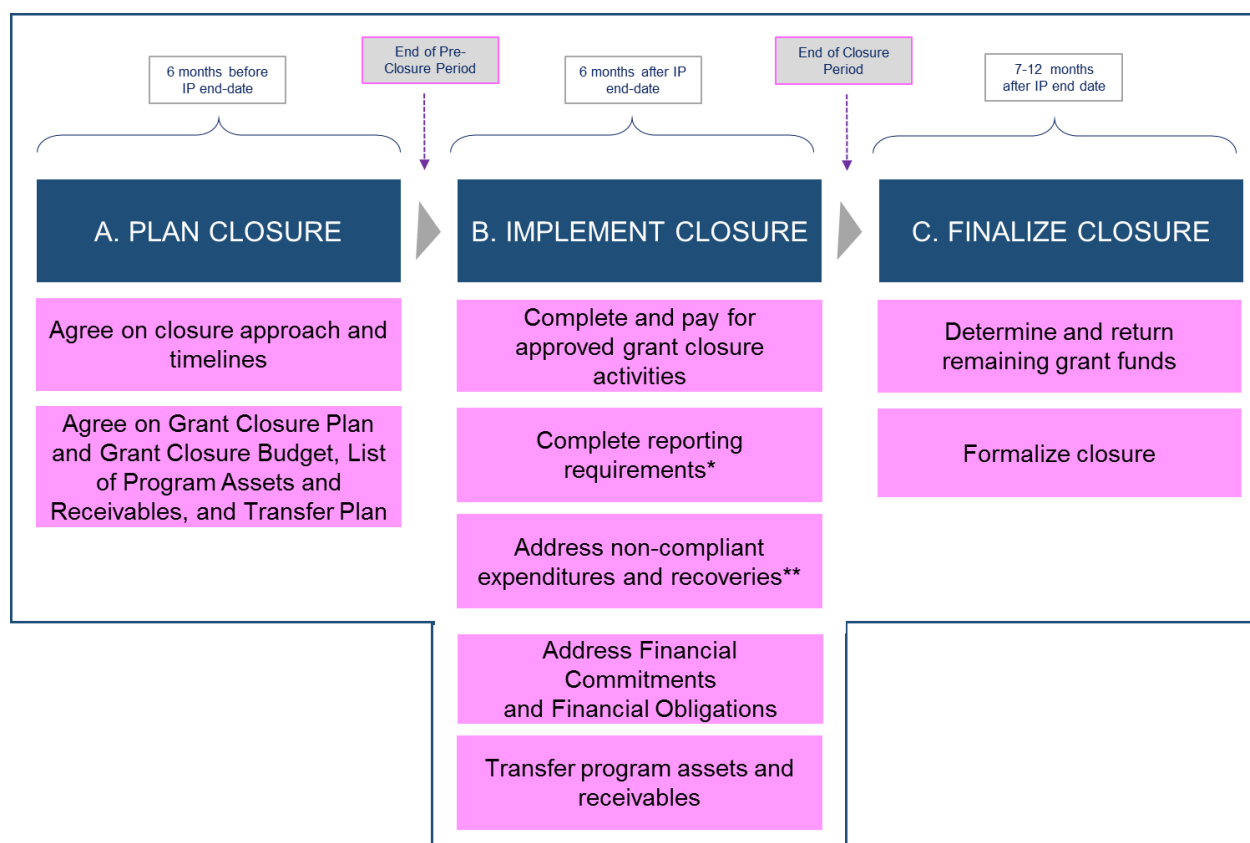 End of Pre-
Closure Period
End of Closure
Period
6 months before
IP end-date
6 months after IP
end-date
7-12 months
after IP end date
A. PLAN CLOSURE
B. IMPLEMENT CLOSURE
C. FINALIZE CLOSURE
Agree on closure approach and
timelines
Agree on Grant Closure Plan
and Grant Closure Budget, List
of Program Assets and
Receivables, and Transfer Plan
Complete and pay for
approved grant closure
activities
Complete reporting
requirements*
Address non-compliant
expenditures and recoveries**
Address Financial
Commitments
and Financial Obligations
Transfer program assets and
receivables
Determine and return
remaining grant funds
Formalize closure